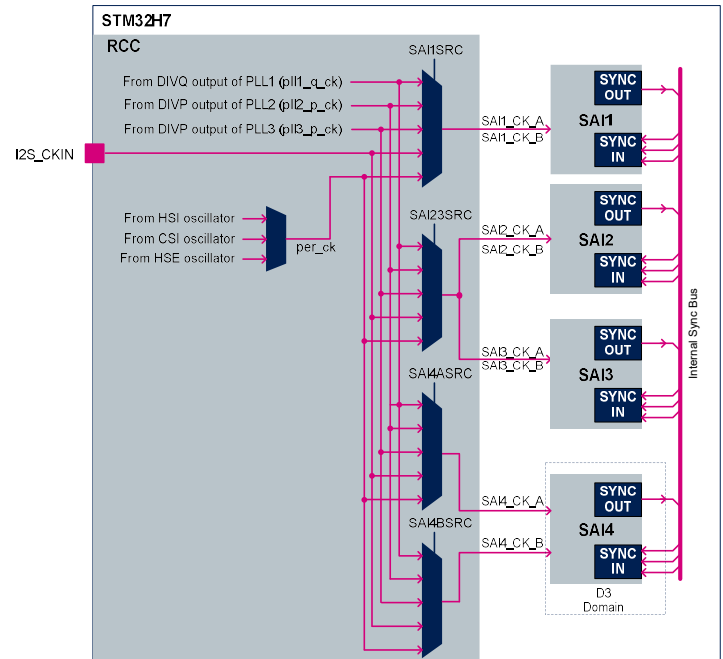 STM32H7
RCC
SAI1SRC
From DIVQ output of PLL1 (pll1_q_ck)
From DIVP output of PLL2 (pll2_p_ck)
From DIVP output of PLL3 (pll3_p_ck)
I2S_CKIN
From HSI oscillator
From CSI oscillator
From HSE oscillator
per_ck
SAI23SRC
SAI4ASRC
SAI4BSRC
SAI1_CK_A
SAI1_CK_B
SAI2_CK_A
SAI2_CK_B
SAI3_CK_A
SAI3_CK_B
SAI4_CK_A
SAI4_CK_B
SYNC
OUT
SAI1
SYNC
IN
SYNC
OUT
SAI2
SYNC
IN
SYNC
OUT
SAI3
SYNC
IN
SYNC
OUT
SAI4
SYNC
IN
D3
Domain
Internal Sync Bus